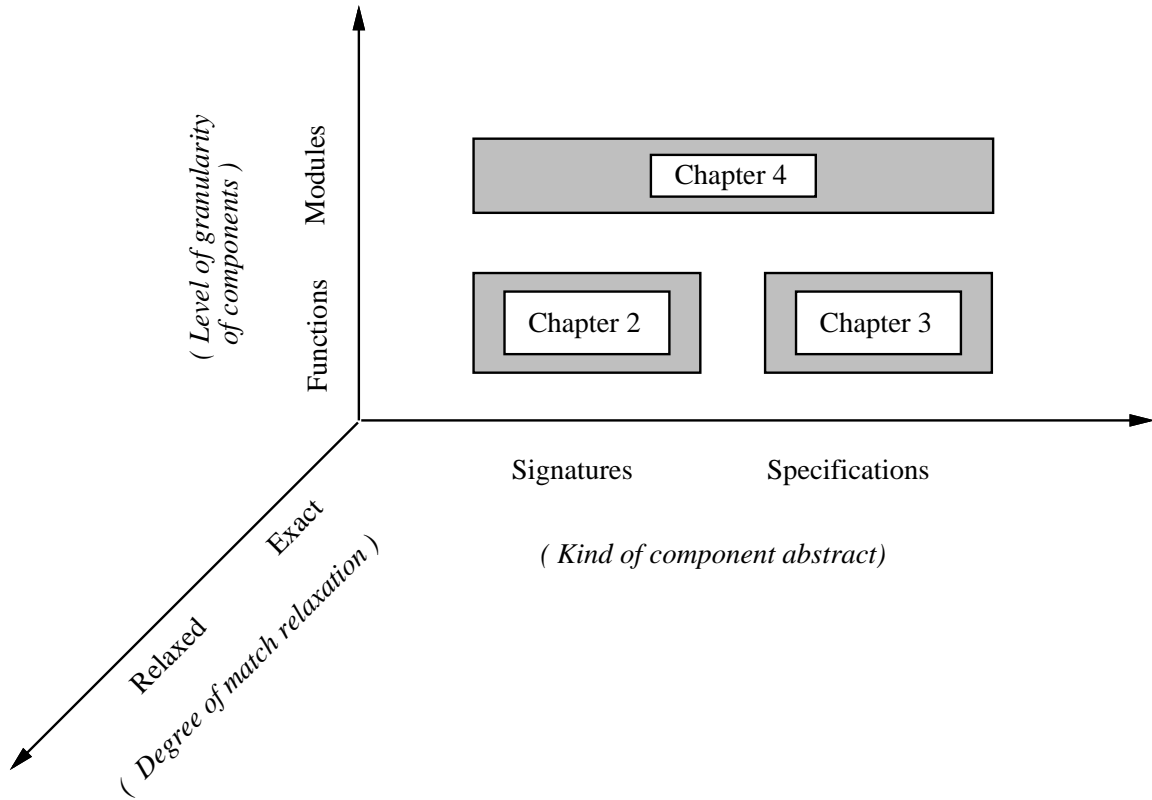 Modules
Functions
( Level of granularity
of components )
Chapter 4
Chapter 2
Chapter 3
Signatures
Specifications
( Kind of component abstract)
Exact
Relaxed
( Degree of match relaxation )